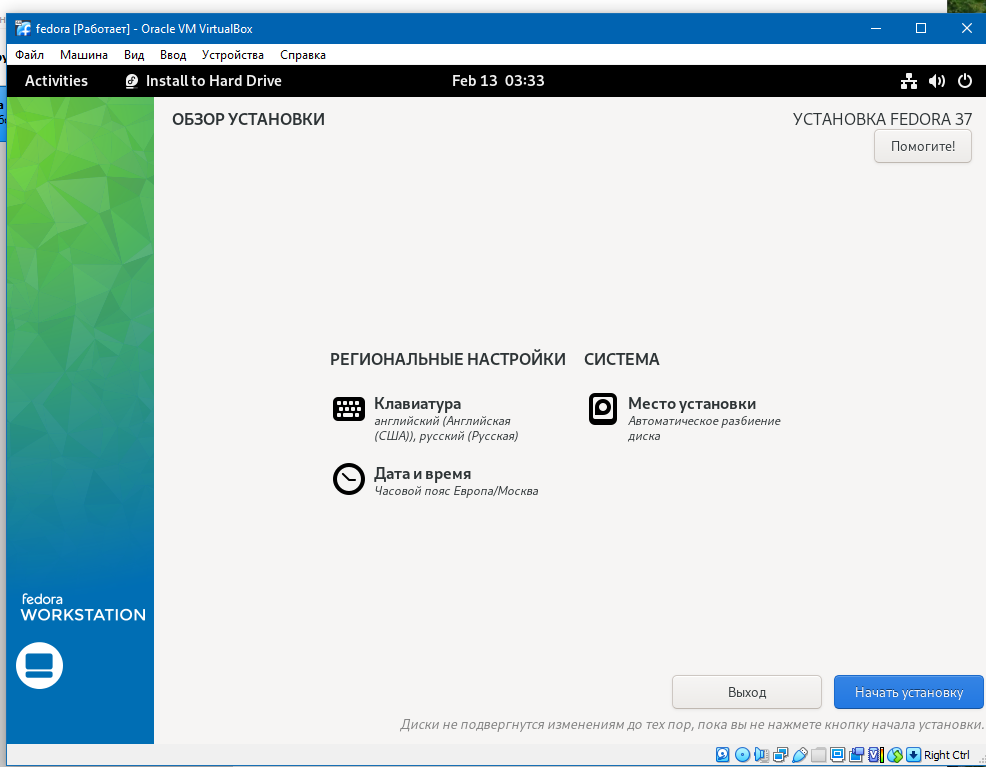 fedora [Работает] - Oracle VM VirtualBox
Файл Машина Вид Ввод Устройства Справка
Activities Install to Hard Drive Feb 13 03:33
ОБЗОР УСТАНОВКИ УСТАНОВКА FEDORA 37
Помогите!
РЕГИОНАЛЬНЫЕ НАСТРОЙКИ СИСТЕМА
Клавиатура
английский (Английская
(США)), русский (Русская)
Место установки
Автоматическое разбиение
диска
Дата и время
Часовой пояс Европа/Москва
fedora
WORKSTATION
Выход Начать установку
Диски не подвергнутся изменениям до тех пор, пока вы не нажмете кнопку начала установки.
Right Ctrl